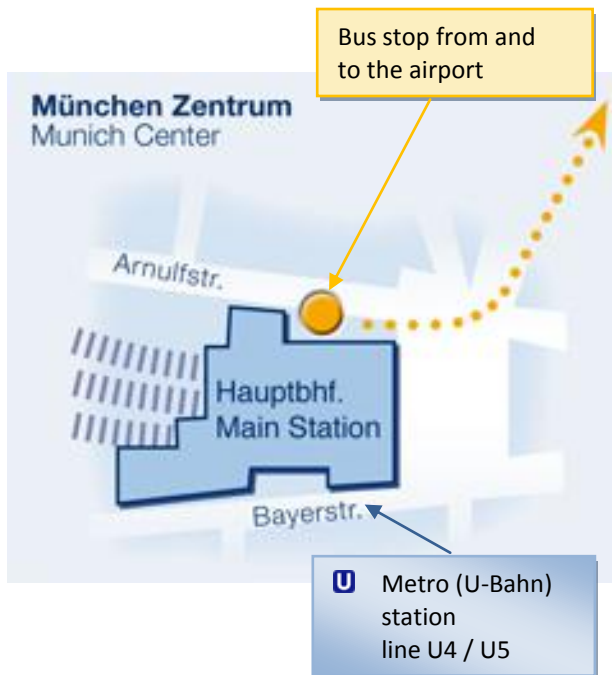 Bus stop from and
to the airport
München Zentrum
Munich Center
Arnulfstr.
Hauptbhf.
Main Station
Bayerstr.
U Metro (U-Bahn)
station
line U4 / U5